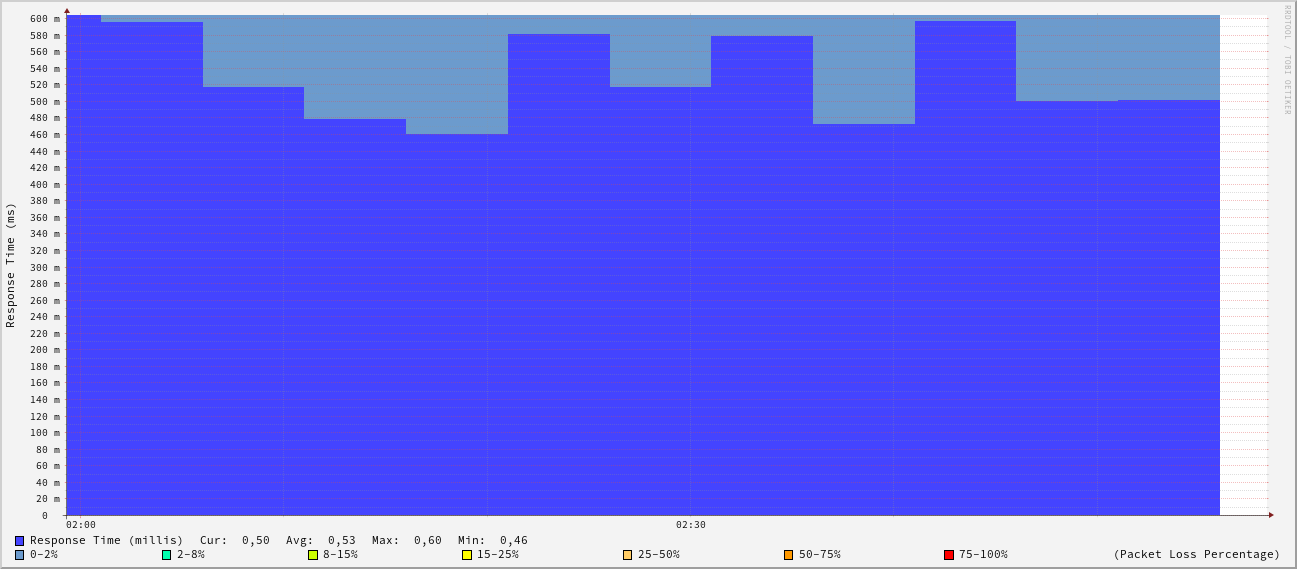 RRDTOOL / TOBI OETIKER
Response Time (ms)
600 m
580 m
560 m
540 m
520 m
500 m
480 m
460 m
440 m
420 m
400 m
380 m
360 m
340 m
320 m
300 m
280 m
260 m
240 m
220 m
200 m
180 m
160 m
140 m
120 m
100 m
80 m
60 m
40 m
20 m
0
02:00 02:30
Response Time (millis) Cur: 0,50 Avg: 0,53 Max: 0,60 Min: 0,46
0-2% 2-8% 8-15% 15-25% 25-50% 50-75% 75-100% (Packet Loss Percentage)